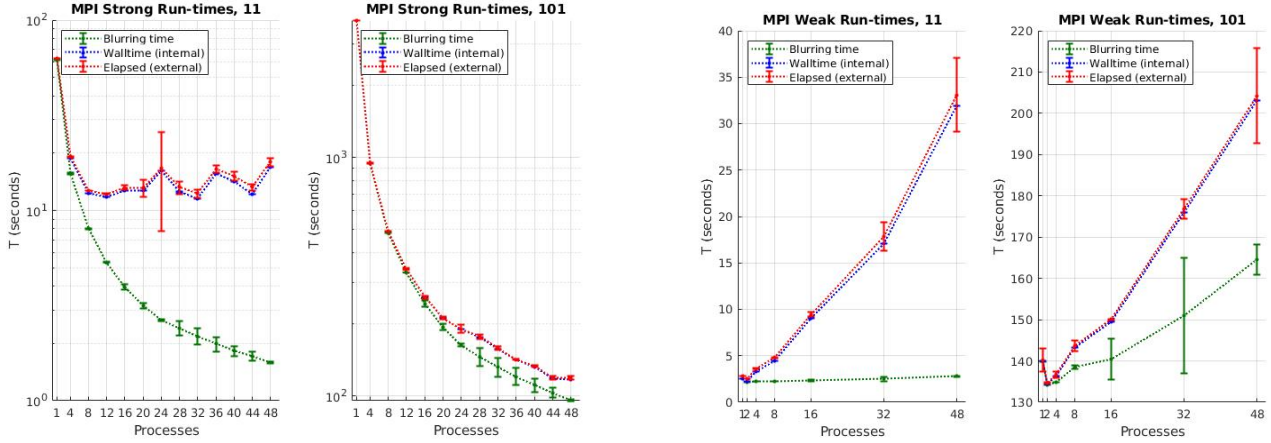 MPI Strong Run-times, 11
10^2
10^1
10^0
T (seconds)
Blurring time
Walltime (internal)
Elapsed (external)
1 4 8 12 16 20 24 28 32 36 40 44 48
Processes
MPI Strong Run-times, 101
10^3
10^2
T (seconds)
Blurring time
Walltime (internal)
Elapsed (external)
1 4 8 12 16 20 24 28 32 36 40 44 48
Processes
MPI Weak Run-times, 11
40
35
30
25
20
15
10
5
0
T (seconds)
Blurring time
Walltime (internal)
Elapsed (external)
1 2 4 8 16 32 48
Processes
MPI Weak Run-times, 101
220
210
200
190
180
170
160
150
140
130
T (seconds)
Blurring time
Walltime (internal)
Elapsed (external)
1 2 4 8 16 32 48
Processes